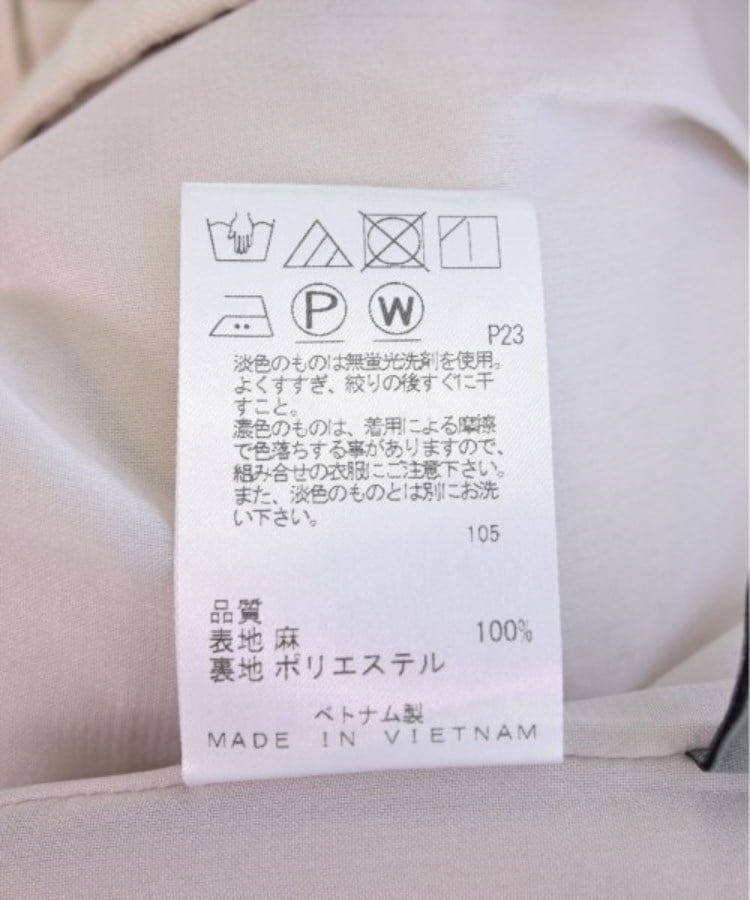 P
W
P23
淡色のものは無蛍光洗剤を使用。
よくすすぎ、絞りの後すぐに干
すこと。
濃色のものは、着用による摩擦
で色落ちする事がありますので、
組み合せの衣服にご注意下さい。
また、淡色のものとは別にお洗
い下さい。
105
品質
表地 麻 100%
裏地 ポリエステル
ベトナム製
MADE IN VIETNAM